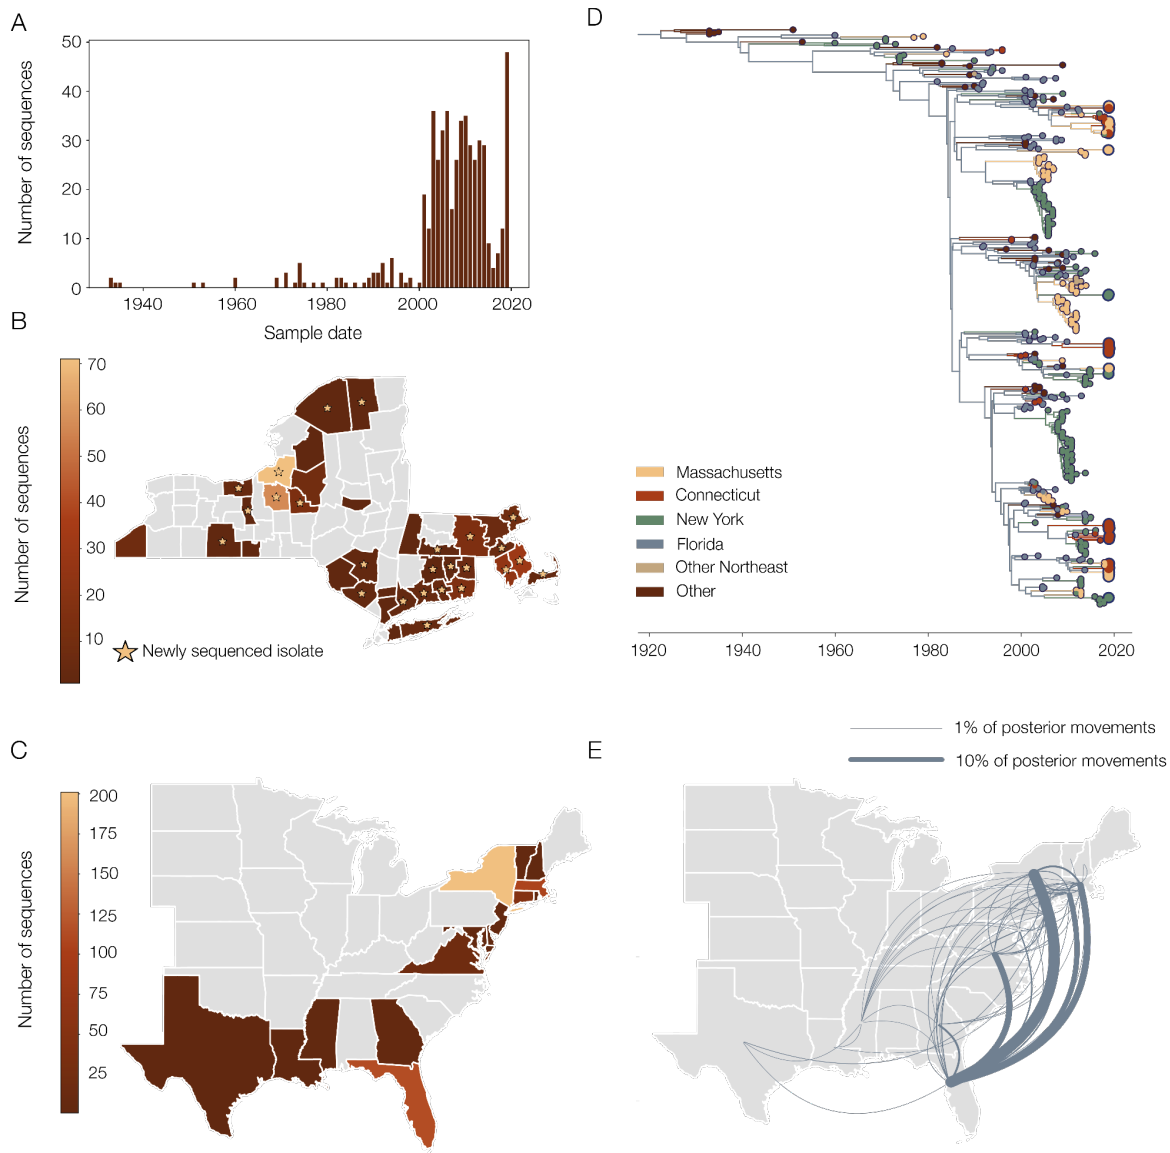 A
Number of sequences
50
40
30
20
10
0
1940
1960
1980
2000
2020
Sample date
B
Number of sequences
70
60
50
40
30
20
10
Newly sequenced isolate
C
Number of sequences
200
175
150
125
100
75
50
25
D
Massachusetts
Connecticut
New York
Florida
Other Northeast
Other
1920
1940
1960
1980
2000
2020
E
1% of posterior movements
10% of posterior movements